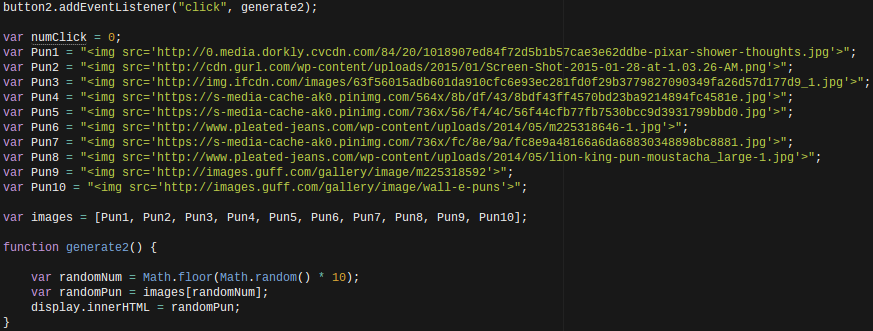 button2.addEventListener("click", generate2);
var numClick = 0;
var Pun1 = "<img src='http://0.media.dorkly.cvcdn.com/84/20/1018907ed84f72d5b1b57cae3e62ddbe-pixar-shower-thoughts.jpg'>";
var Pun2 = "<img src='http://cdn.gurl.com/wp-content/uploads/2015/01/Screen-Shot-2015-01-28-at-1.03.26-AM.png'>";
var Pun3 = "<img src='http://img.ifcdn.com/images/63f56015adb601da910cfc6e93ec281fd0f29b3779827090349fa26d57d177d9_1.jpg'>";
var Pun4 = "<img src='https://s-media-cache-ak0.pinimg.com/564x/8b/df/43/8bdf43ff4570bd23ba9214894fc4581e.jpg'>";
var Pun5 = "<img src='https://s-media-cache-ak0.pinimg.com/736x/56/f4/4c/56f44cfb77fb7530bcc9d3931799bbd0.jpg'>";
var Pun6 = "<img src='http://www.pleated-jeans.com/wp-content/uploads/2014/05/m225318646-1.jpg'>";
var Pun7 = "<img src='https://s-media-cache-ak0.pinimg.com/736x/fc/8e/9a/fc8e9a48166a6da68830348898bc8881.jpg'>";
var Pun8 = "<img src='http://www.pleated-jeans.com/wp-content/uploads/2014/05/lion-king-pun-moustacha_large-1.jpg'>";
var Pun9 = "<img src='http://images.guff.com/gallery/image/m225318592'>";
var Pun10 = "<img src='http://images.guff.com/gallery/image/wall-e-puns'>";
var images = [Pun1, Pun2, Pun3, Pun4, Pun5, Pun6, Pun7, Pun8, Pun9, Pun10];
function generate2() {
var randomNum = Math.floor(Math.random() * 10);
var randomPun = images[randomNum];
display.innerHTML = randomPun;
}